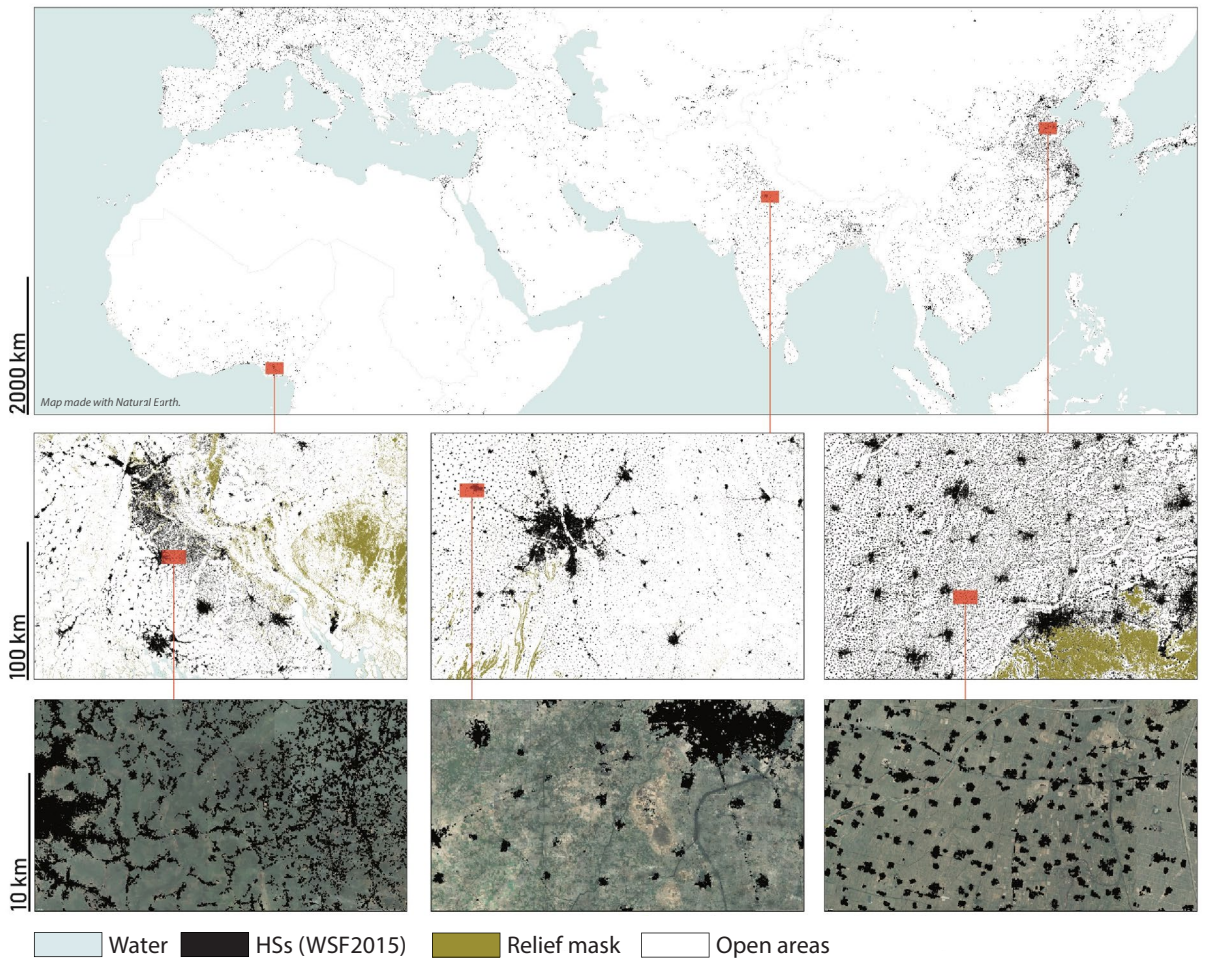 2000 km
Map made with Natural Earth.
100 km
10 km
Water HSs (WSF2015) Relief mask Open areas